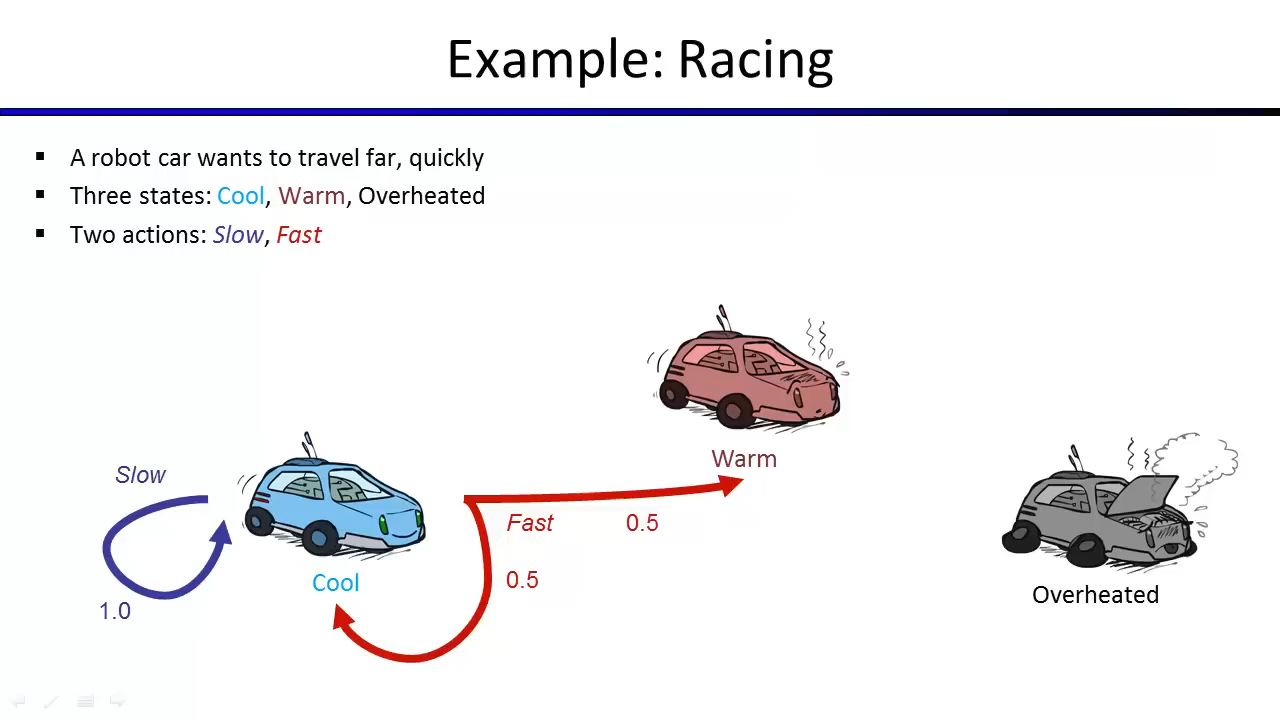 Example: Racing
▪ A robot car wants to travel far, quickly
▪ Three states: Cool, Warm, Overheated
▪ Two actions: Slow, Fast
Warm
Slow
Fast 0.5
Cool
0.5
Overheated
1.0